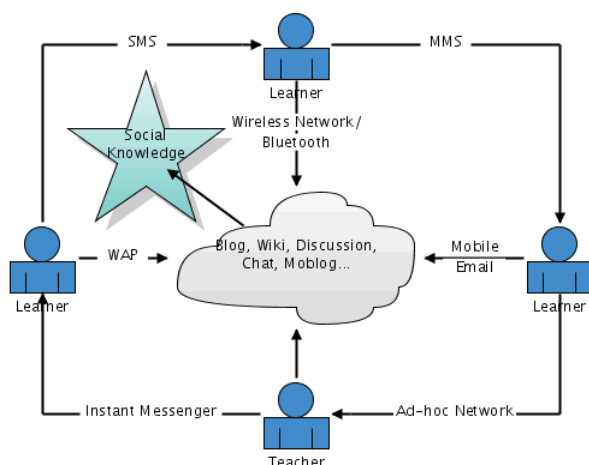 SMS
MMS
Learner
Wireless Network/
Bluetooth
Social
Knowledge
Blog, Wiki, Discussion,
Chat, Moblog...
WAP
Mobile
Email
Learner
Learner
Instant Messenger
Ad-hoc Network
Teacher